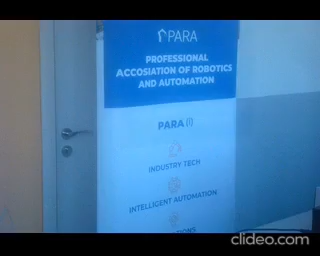 PARA
PROFESSIONAL
ACCOSIATION OF ROBOTICS
AND AUTOMATION
PARA (i)
INDUSTRY TECH
INTELLIGENT AUTOMATION
clideo.com